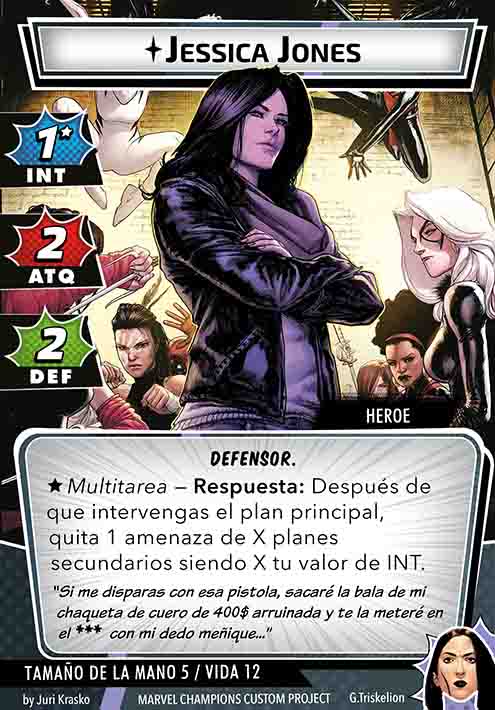 JESSICA JONES
1★
INT
2
ATQ
2
DEF
HEROE
DEFENSOR.
★ Multitarea – Respuesta: Después de
que intervengas el plan principal,
quita 1 amenaza de X planes
secundarios siendo X tu valor de INT.
"Si me disparas con esa pistola, sacaré la bala de mi
chaqueta de cuero de 400$ arruinada y te la meteré en
el *** con mi dedo meñique..."
TAMAÑO DE LA MANO 5 / VIDA 12
by Juri Krasko MARVEL CHAMPIONS CUSTOM PROJECT G.Triskelion